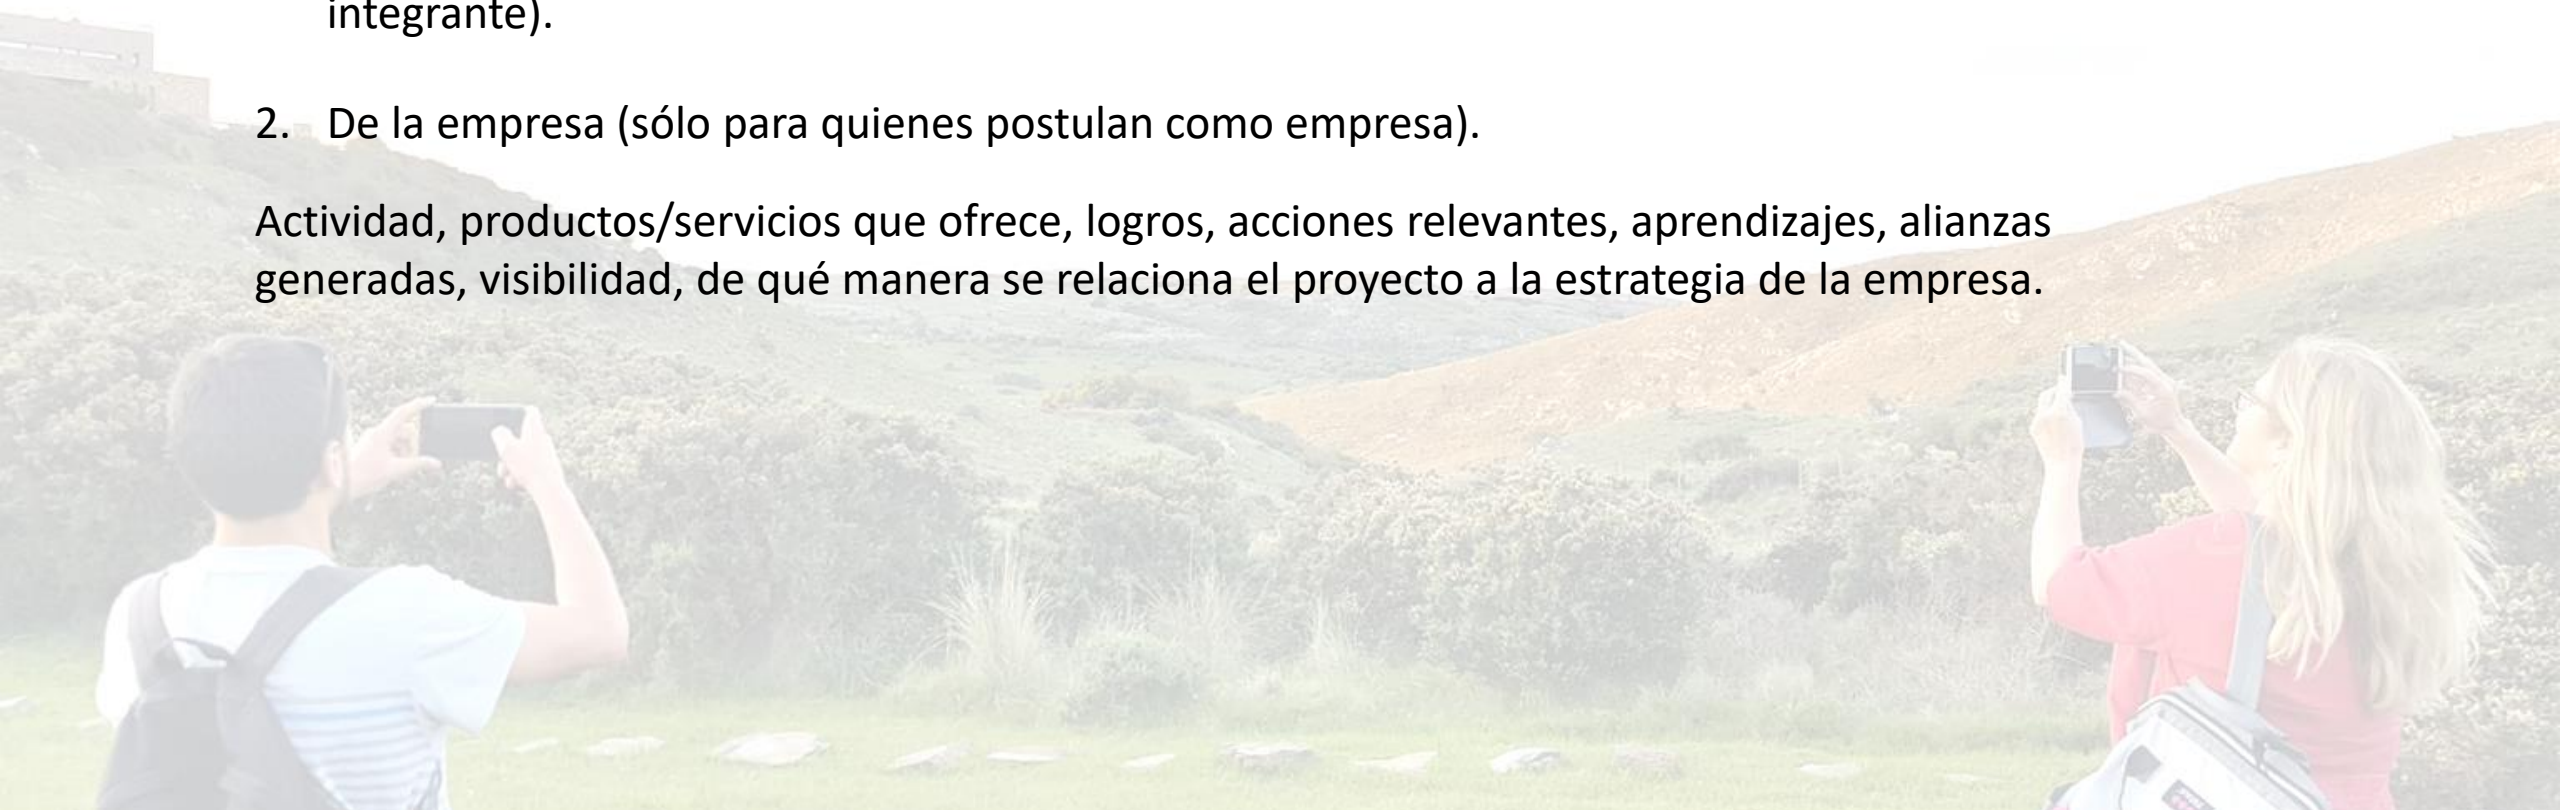 integrante).
2. De la empresa (sólo para quienes postulan como empresa).
Actividad, productos/servicios que ofrece, logros, acciones relevantes, aprendizajes, alianzas
generadas, visibilidad, de qué manera se relaciona el proyecto a la estrategia de la empresa.